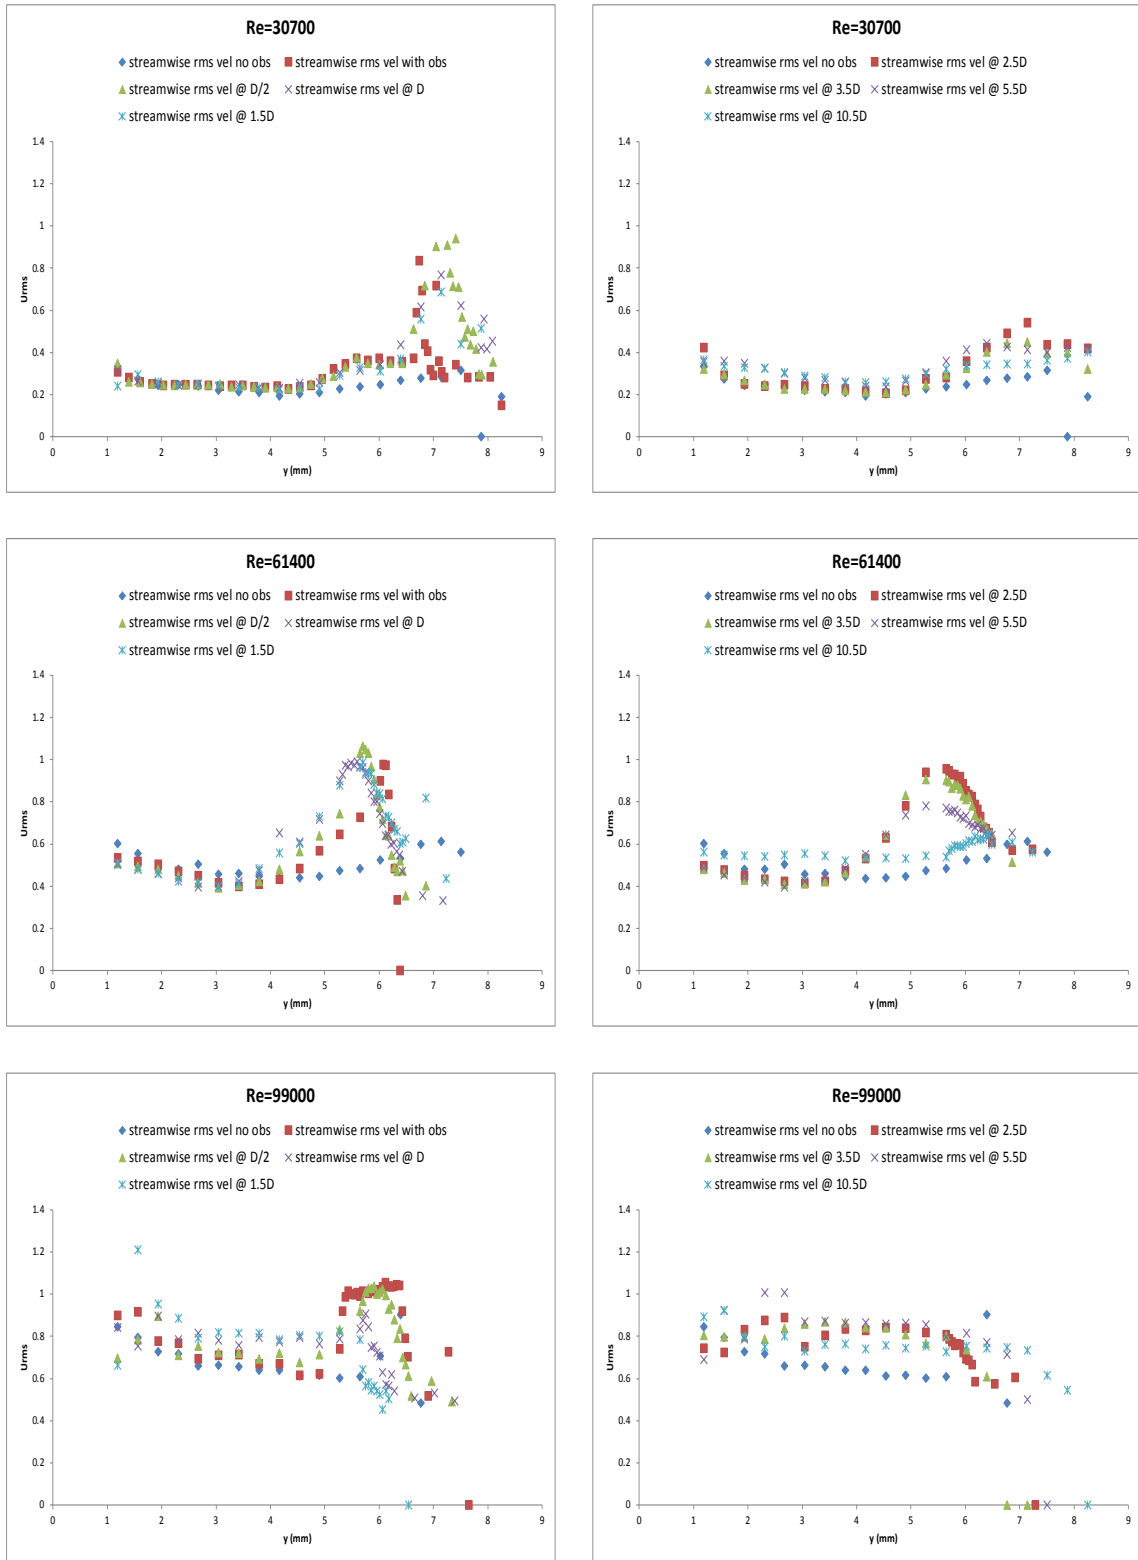 Re=30700
streamwise rms vel no obs streamwise rms vel with obs
streamwise rms vel @ D/2 streamwise rms vel @ D
streamwise rms vel @ 1.5D
1.4
1.2
1
0.8
0.6
0.4
0.2
0
Urms
0 1 2 3 4 5 6 7 8 9
y (mm)
Re=30700
streamwise rms vel no obs streamwise rms vel @ 2.5D
streamwise rms vel @ 3.5D streamwise rms vel @ 5.5D
streamwise rms vel @ 10.5D
1.4
1.2
1
0.8
0.6
0.4
0.2
0
Urms
0 1 2 3 4 5 6 7 8 9
y (mm)
Re=61400
streamwise rms vel no obs streamwise rms vel with obs
streamwise rms vel @ D/2 streamwise rms vel @ D
streamwise rms vel @ 1.5D
1.4
1.2
1
0.8
0.6
0.4
0.2
0
Urms
0 1 2 3 4 5 6 7 8 9
y (mm)
Re=61400
streamwise rms vel no obs streamwise rms vel @ 2.5D
streamwise rms vel @ 3.5D streamwise rms vel @ 5.5D
streamwise rms vel @ 10.5D
1.4
1.2
1
0.8
0.6
0.4
0.2
0
Urms
0 1 2 3 4 5 6 7 8 9
y (mm)
Re=99000
streamwise rms vel no obs streamwise rms vel with obs
streamwise rms vel @ D/2 streamwise rms vel @ D
streamwise rms vel @ 1.5D
1.4
1.2
1
0.8
0.6
0.4
0.2
0
Urms
0 1 2 3 4 5 6 7 8 9
y (mm)
Re=99000
streamwise rms vel no obs streamwise rms vel @ 2.5D
streamwise rms vel @ 3.5D streamwise rms vel @ 5.5D
streamwise rms vel @ 10.5D
1.4
1.2
1
0.8
0.6
0.4
0.2
0
Urms
0 1 2 3 4 5 6 7 8 9
y (mm)